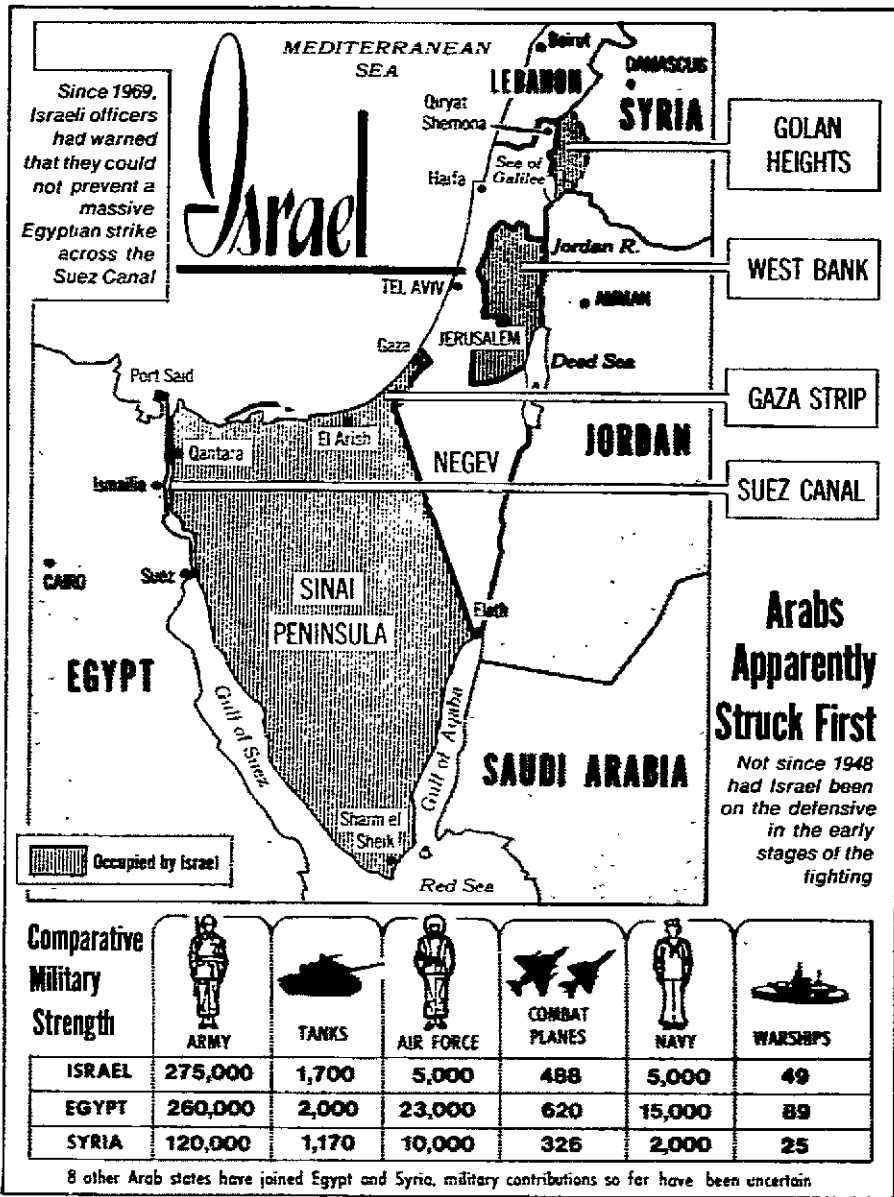 Since 1969,
Israeli officers
had warned
that they could
not prevent a
massive
Egyptian strike
across the
Suez Canal
Israel
MEDITERRANEAN
SEA
Beirut
LEBANON
DAMASCUS
SYRIA
Qiryat
Shemona
Sea of
Galilee
Haifa
GOLAN
HEIGHTS
Jordan R.
WEST BANK
TEL AVIV
AMMAN
JERUSALEM
Gaza
Dead Sea
Port Said
GAZA STRIP
El Arish
Qantara
NEGEV
JORDAN
Ismailia
SUEZ CANAL
CAIRO
Suez
SINAI
PENINSULA
Elath
EGYPT
Gulf of Suez
Gulf of Aqaba
SAUDI ARABIA
Sharm el
Sheik
Red Sea
Occupied by Israel
Arabs
Apparently
Struck First
Not since 1948
had Israel been
on the defensive
in the early
stages of the
fighting
Comparative
Military
Strength
ARMY TANKS AIR FORCE COMBAT PLANES NAVY WARSHIPS
ISRAEL 275,000 1,700 5,000 488 5,000 49
EGYPT 260,000 2,000 23,000 620 15,000 89
SYRIA 120,000 1,170 10,000 326 2,000 25
8 other Arab states have joined Egypt and Syria, military contributions so far have been uncertain